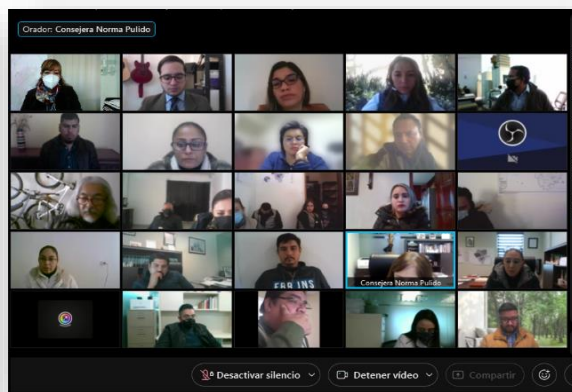 Orador: Consejera Norma Pulido
Consejera Norma Pulido
Desactivar silencio
Detener vídeo
Compartir